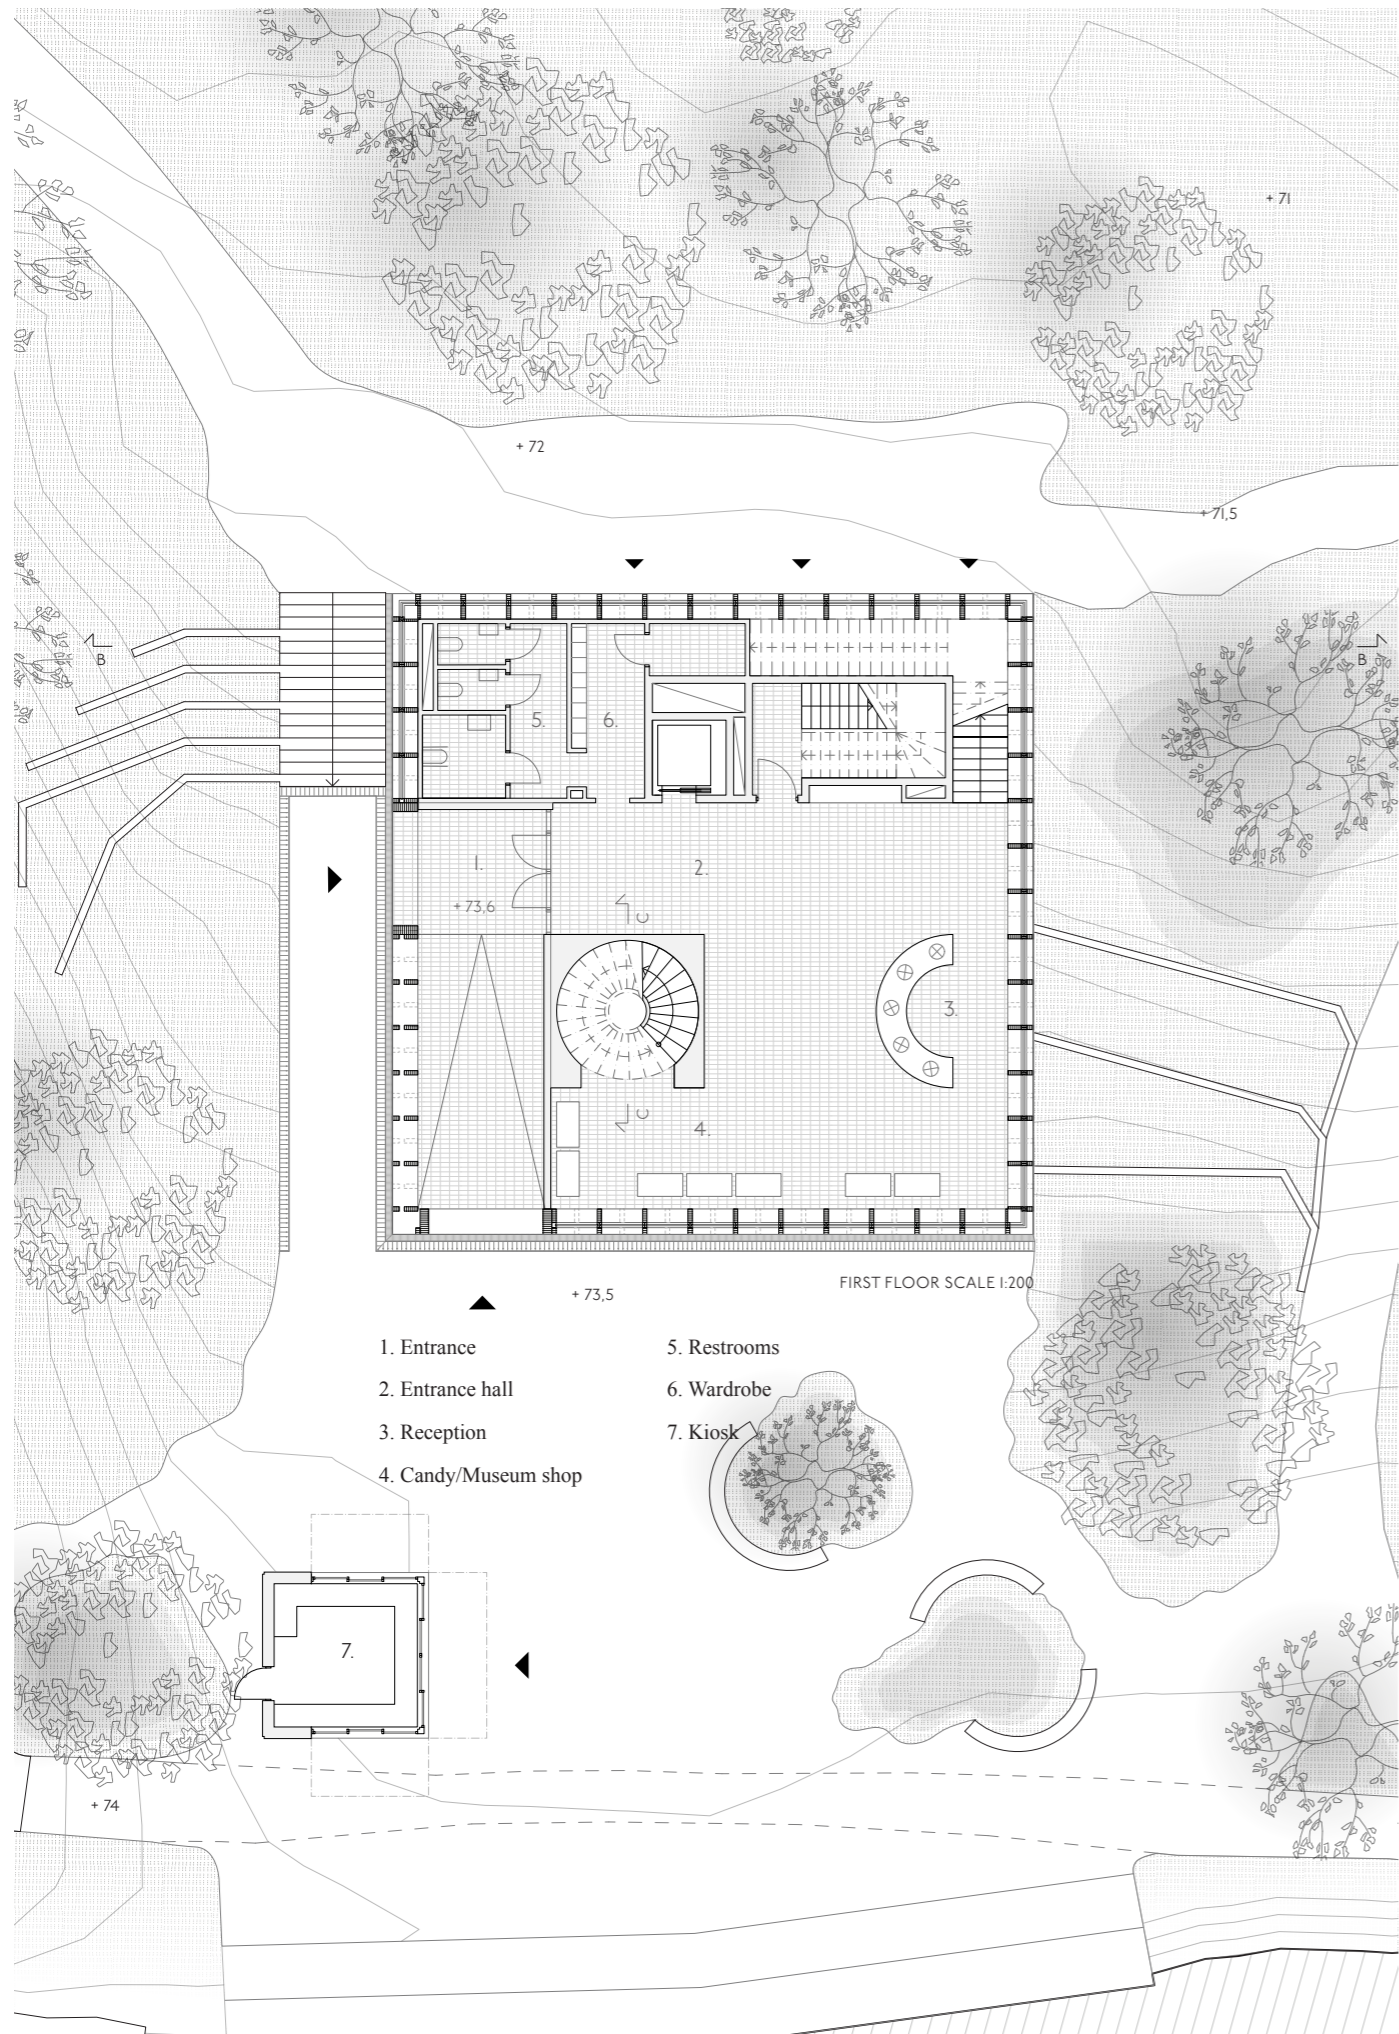 + 71
+ 72
+ 71,5
B
B
5.
6.
1.
2.
+ 73,6
C
3.
C
4.
FIRST FLOOR SCALE 1:200
+ 73,5
1. Entrance
2. Entrance hall
3. Reception
4. Candy/Museum shop
5. Restrooms
6. Wardrobe
7. Kiosk
7.
+ 74